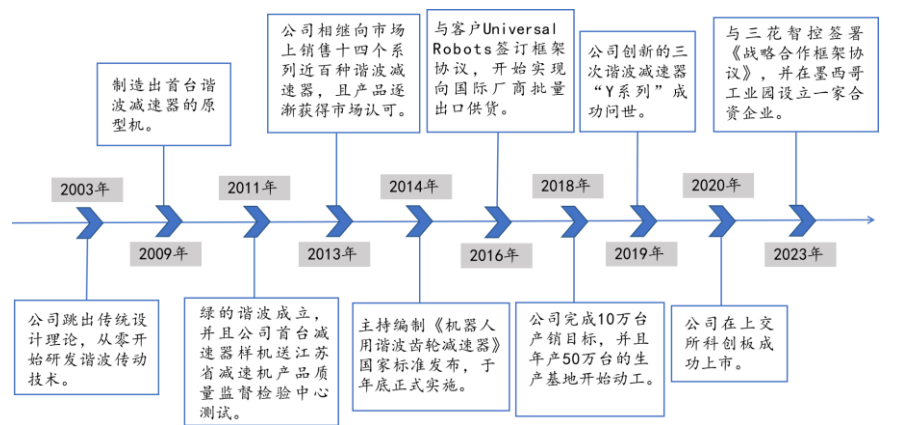 制造出首台谐
波减速器的原
型机。
公司相继向市场
上销售十四个系
列近百种谐波减
速器，且产品逐
渐获得市场认可。
与客户Universal
Robots签订框架
协议，开始实现
向国际厂商批量
出口供货。
公司创新的三
次谐波减速器
“Y系列”成
功问世。
与三花智控签署
《战略合作框架协
议》，并在墨西哥
工业园设立一家合
资企业。
2003年
2011年
2014年
2018年
2020年
2009年
2013年
2016年
2019年
2023年
公司跳出传统设
计理论，从零开
始研发谐波传动
技术。
绿的谐波成立，
并且公司首台减
速器样机送江苏
省减速机产品质
量监督检验中心
测试。
主持编制《机器人
用谐波齿轮减速器》
国家标准发布，于
年底正式实施。
公司完成10万台
产销目标，并且
年产50万台的生
产基地开始动工。
公司在上交
所科创板成
功上市。